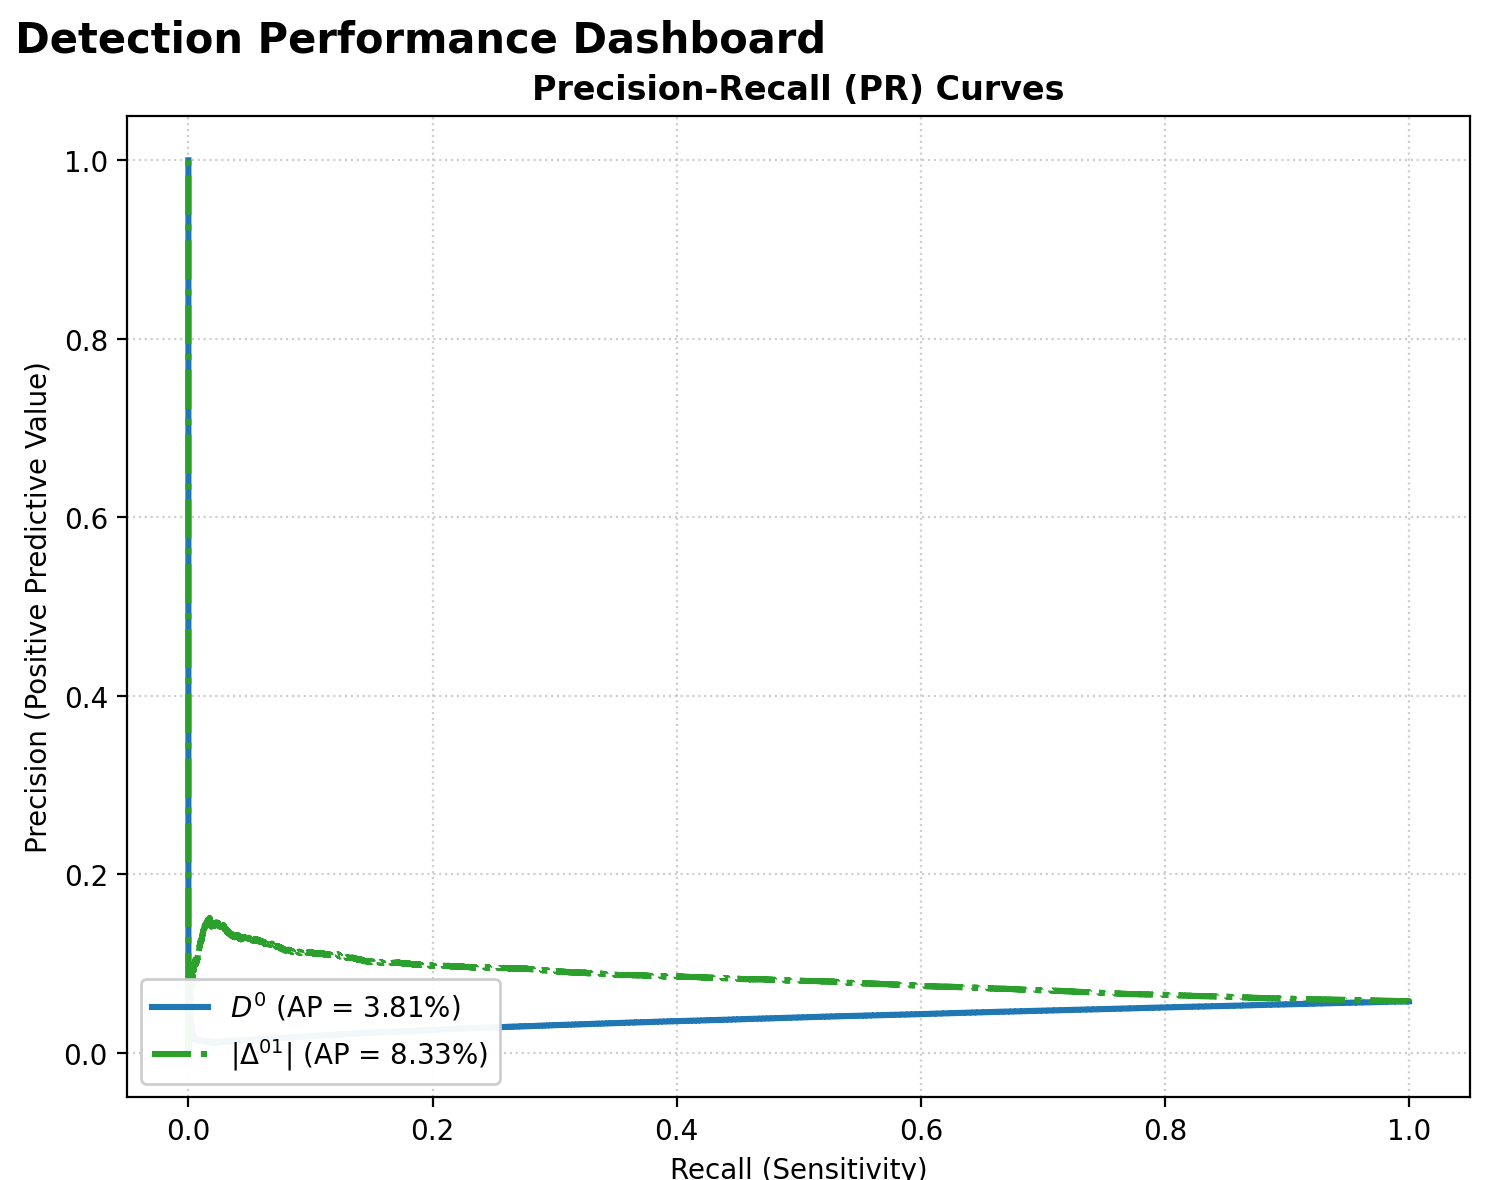 Detection Performance Dashboard
Precision-Recall (PR) Curves
Precision (Positive Predictive Value)
1.0
0.8
0.6
0.4
0.2
0.0
D⁰ (AP = 3.81%)
|Δ⁰¹| (AP = 8.33%)
0.0 0.2 0.4 0.6 0.8 1.0
Recall (Sensitivity)